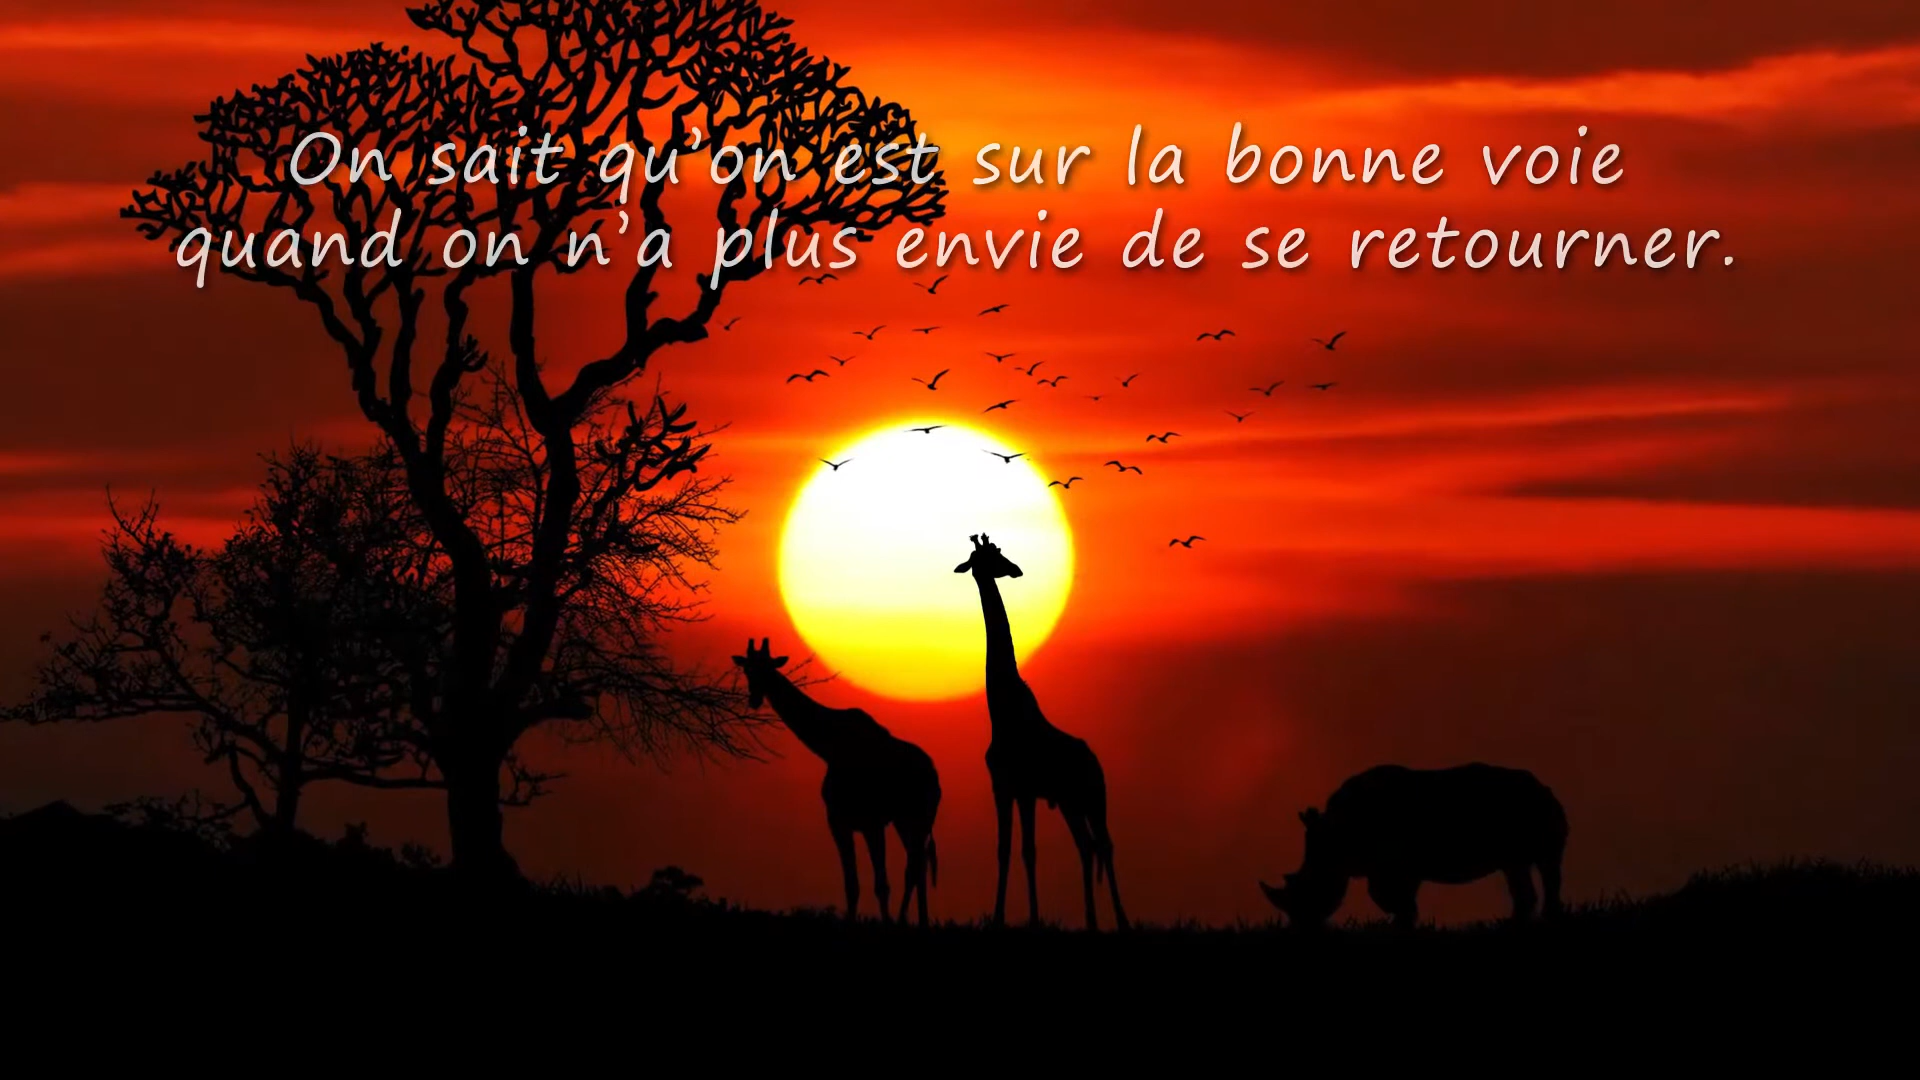 On sait qu’on est sur la bonne voie
quand on n’a plus envie de se retourner.